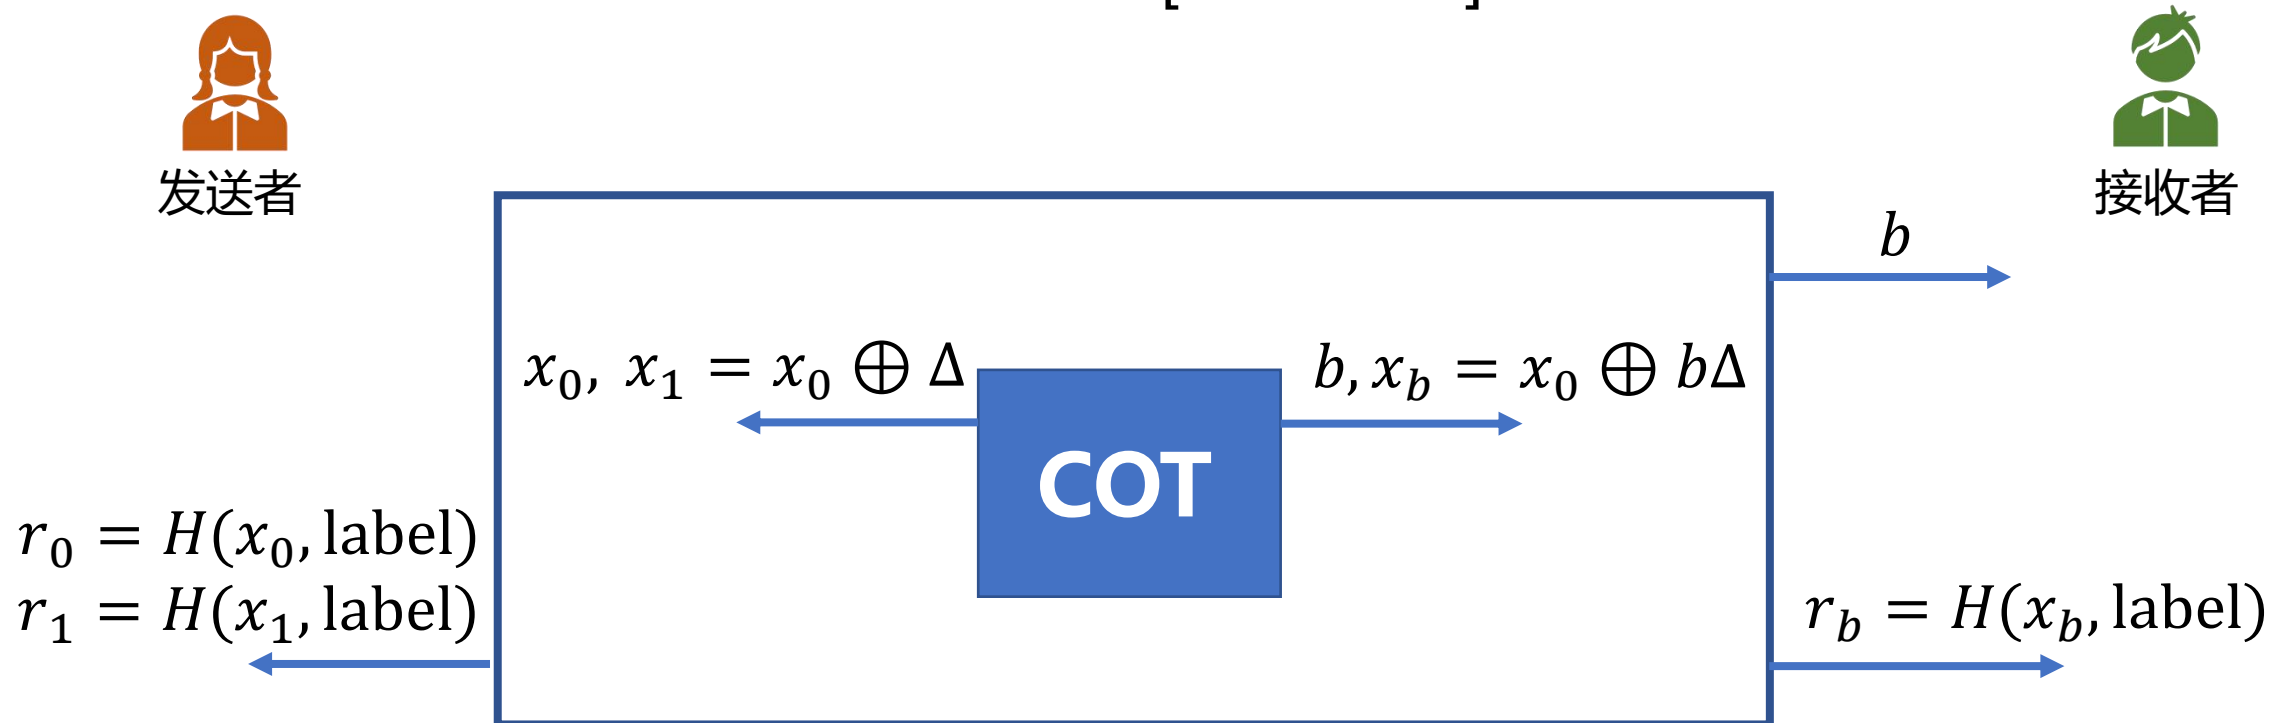 [ ]
发送者
接收者
b
x₀, x₁ = x₀ ⊕ Δ
b, x_b = x₀ ⊕ bΔ
COT
r₀ = H(x₀, label)
r₁ = H(x₁, label)
r_b = H(x_b, label)